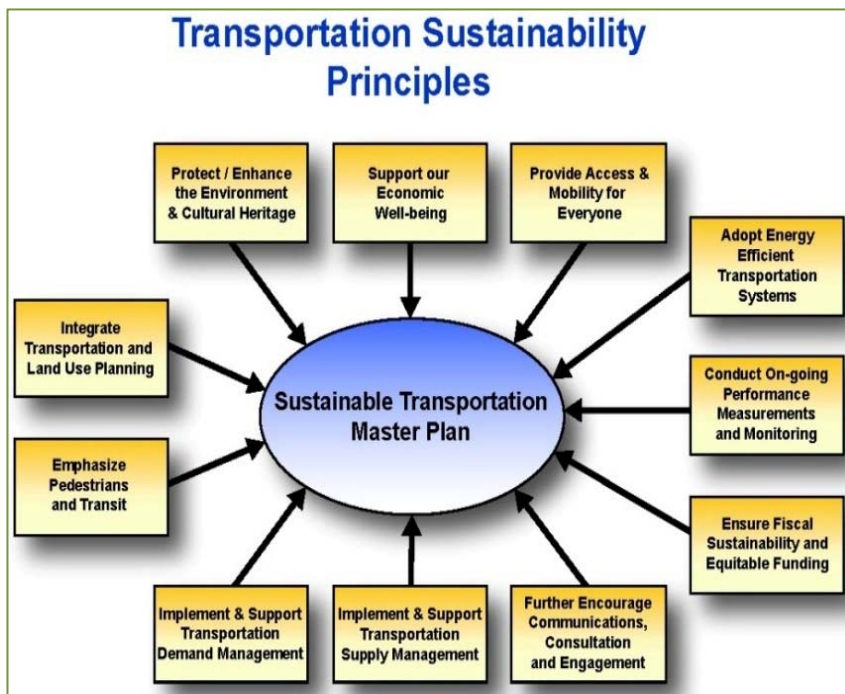 Transportation Sustainability
Principles
Protect / Enhance
the Environment
& Cultural Heritage
Support our
Economic
Well-being
Provide Access &
Mobility for
Everyone
Adopt Energy
Efficient
Transportation
Systems
Integrate
Transportation and
Land Use Planning
Sustainable Transportation
Master Plan
Conduct On-going
Performance
Measurements
and Monitoring
Emphasize
Pedestrians
and Transit
Ensure Fiscal
Sustainability and
Equitable Funding
Implement & Support
Transportation
Demand Management
Implement & Support
Transportation
Supply Management
Further Encourage
Communications,
Consultation
and Engagement